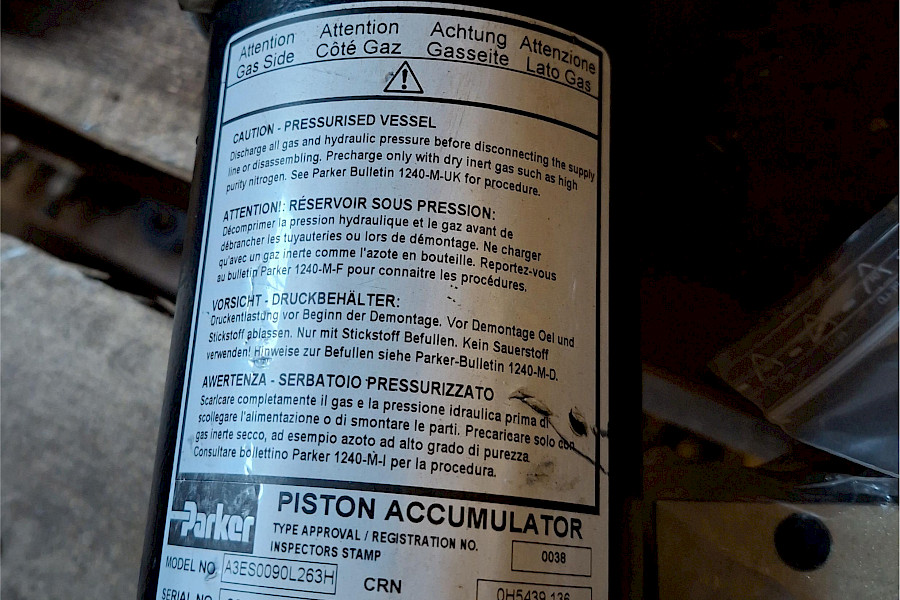 Attention Attention Achtung Attenzione
Gas Side Côté Gaz Gasseite Lato Gas
CAUTION - PRESSURISED VESSEL
Discharge all gas and hydraulic pressure before disconnecting the supply
line or disassembling. Precharge only with dry inert gas such as high
purity nitrogen. See Parker Bulletin 1240-M-UK for procedure.
ATTENTION!: RÉSERVOIR SOUS PRESSION:
Décomprimer la pression hydraulique et le gaz avant de
débrancher les tuyauteries ou lors de démontage. Ne charger
qu'avec un gaz inerte comme l'azote en bouteille. Reportez-vous
au bulletin Parker 1240-M-F pour connaitre les procédures.
VORSICHT - DRUCKBEHÄLTER:
Druckentlastung vor Beginn der Demontage. Vor Demontage Oel und
Stickstoff ablassen. Nur mit Stickstoff Befullen. Kein Sauerstoff
verwenden! Hinweise zur Befullen siehe Parker-Bulletin 1240-M-D.
AWERTENZA - SERBATOIO PRESSURIZZATO
Scaricare completamente il gas e la pressione idraulica prima di
scollegare l'alimentazione o di smontare le parti. Precaricare solo con
gas inerte secco, ad esempio azoto ad alto grado di purezza
Consultare bollettino Parker 1240-M-I per la procedura.
Parker PISTON ACCUMULATOR
TYPE APPROVAL / REGISTRATION NO.
INSPECTORS STAMP 0038
MODEL NO A3ES0090L263H CRN 0H5439.136
SERIAL NO